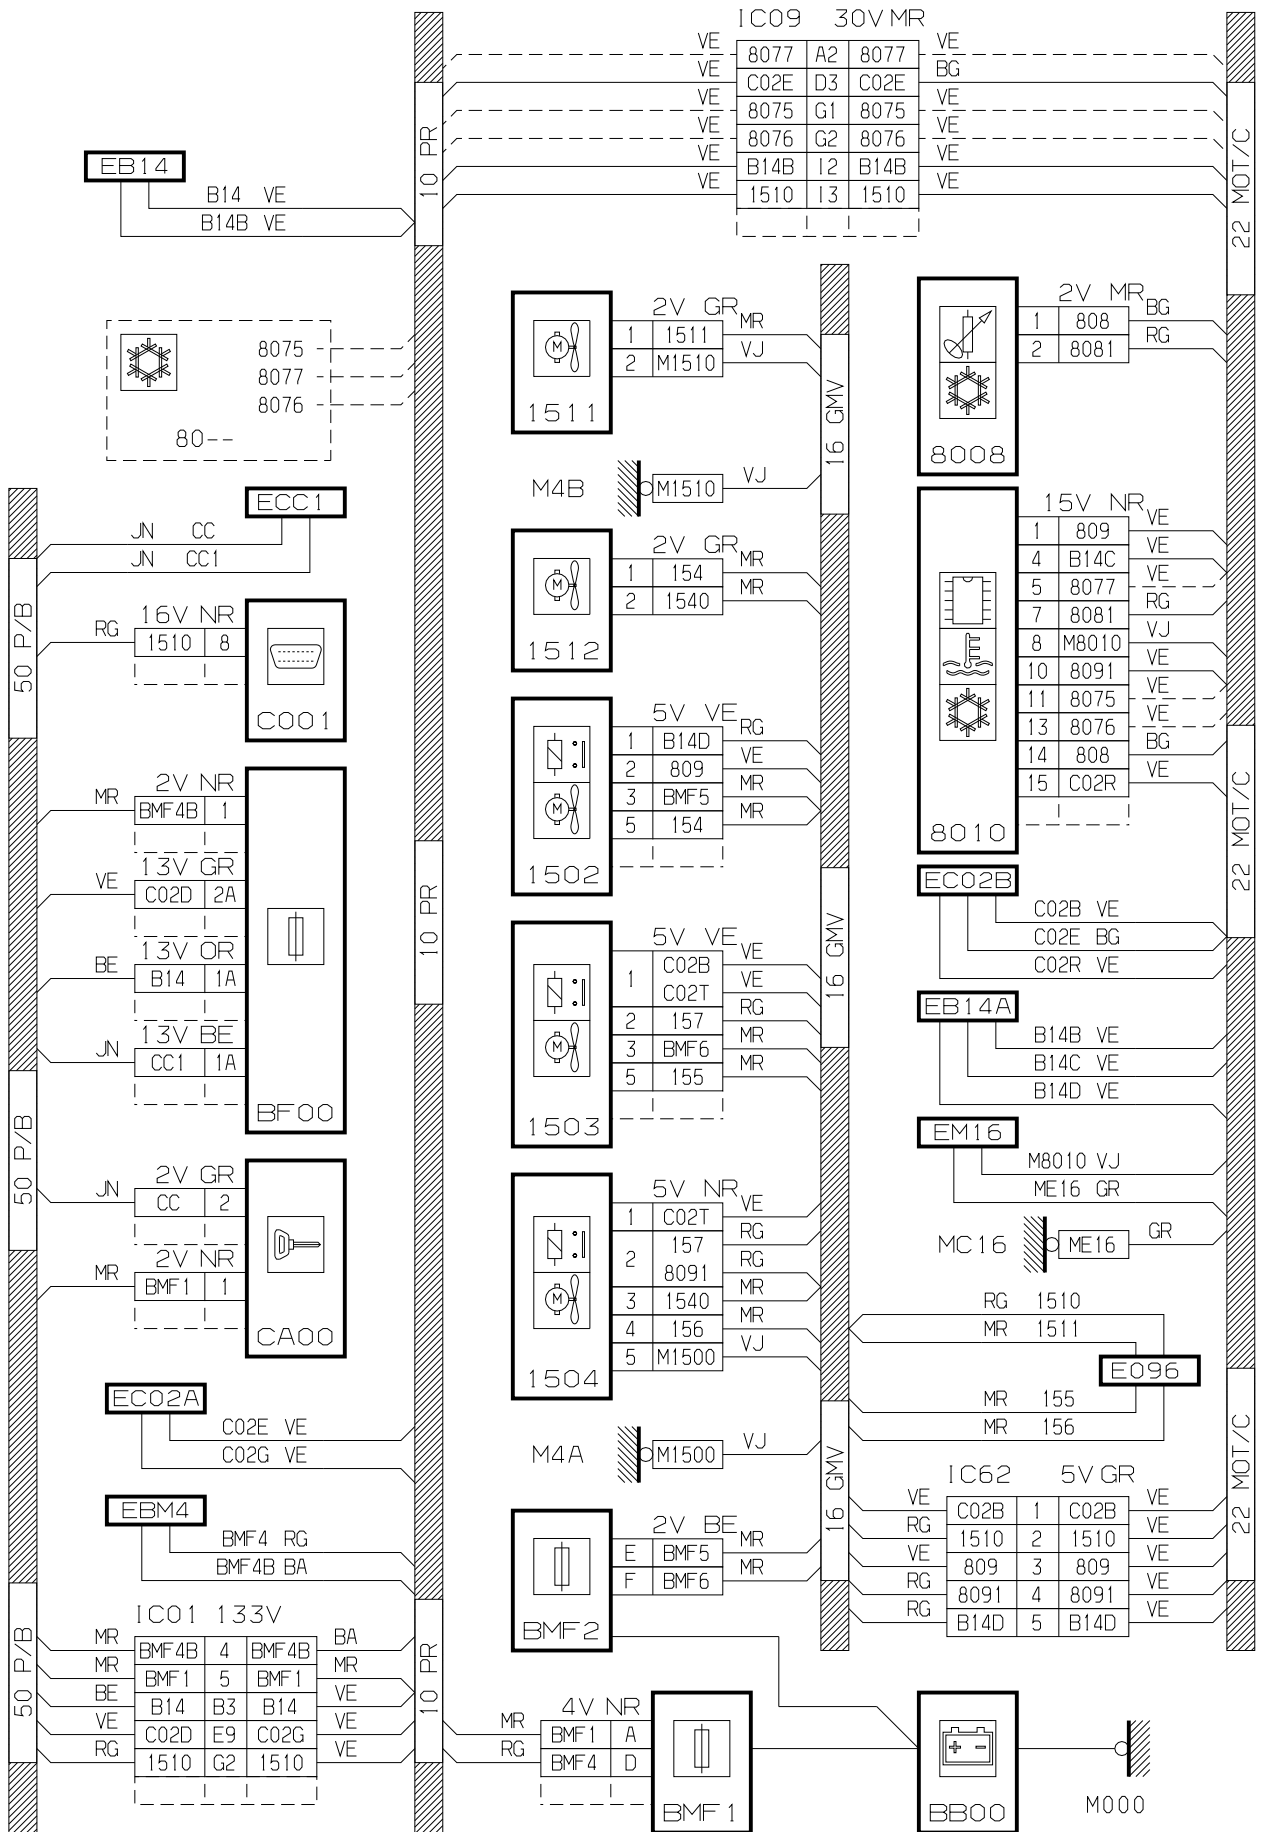 IC09 30V MR
VE 8077 A2 8077 VE
VE C02E D3 C02E BG
VE 8075 G1 8075 VE
VE 8076 G2 8076 VE
VE B14B I2 B14B VE
VE 1510 I3 1510 VE
10 PR
22 MOT/C
EB14
B14 VE
B14B VE
8075
8077
8076
80--
ECC1
JN CC
JN CC1
50 P/B
16V NR
RG 1510 8
C001
2V NR
MR BMF4B 1
13V GR
VE C02D 2A
13V OR
BE B14 1A
13V BE
JN CC1 1A
BF00
10 PR
50 P/B
2V GR
JN CC 2
2V NR
MR BMF1 1
CA00
EC02A
C02E VE
C02G VE
EBM4
BMF4 RG
BMF4B BA
IC01 133V
MR BMF4B 4 BMF4B BA
MR BMF1 5 BMF1 MR
BE B14 B3 B14 VE
VE C02D E9 C02G VE
RG 1510 G2 1510 VE
50 P/B
10 PR
2V GR
M
1 1511 MR
2 M1510 VJ
1511
16 GMV
M4B M1510 VJ
2V GR
M
1 154 MR
2 1540 MR
1512
5V VE
1 B14D RG
2 809 VE
3 BMF5 MR
5 154 MR
M
1502
16 GMV
5V VE
1 C02B VE
C02T VE
2 157 RG
3 BMF6 MR
5 155 MR
M
1503
5V NR
1 C02T VE
2 157 RG
8091 RG
3 1540 MR
4 156 MR
5 M1500 VJ
M
1504
M4A M1500 VJ
16 GMV
2V BE
E BMF5 MR
F BMF6 MR
BMF2
4V NR
MR BMF1 A
RG BMF4 D
BMF1
2V MR
1 808 BG
2 8081 RG
8008
15V NR
1 809 VE
4 B14C VE
5 8077 VE
7 8081 RG
8 M8010 VJ
10 8091 VE
11 8075 VE
13 8076 VE
14 808 BG
15 C02R VE
8010
22 MOT/C
EC02B
C02B VE
C02E BG
C02R VE
EB14A
B14B VE
B14C VE
B14D VE
EM16
M8010 VJ
ME16 GR
MC16 ME16 GR
RG 1510
MR 1511
E096
MR 155
MR 156
22 MOT/C
IC62 5V GR
VE C02B 1 C02B VE
RG 1510 2 1510 VE
VE 809 3 809 VE
RG 8091 4 8091 VE
RG B14D 5 B14D VE
+ -
BB00
M000